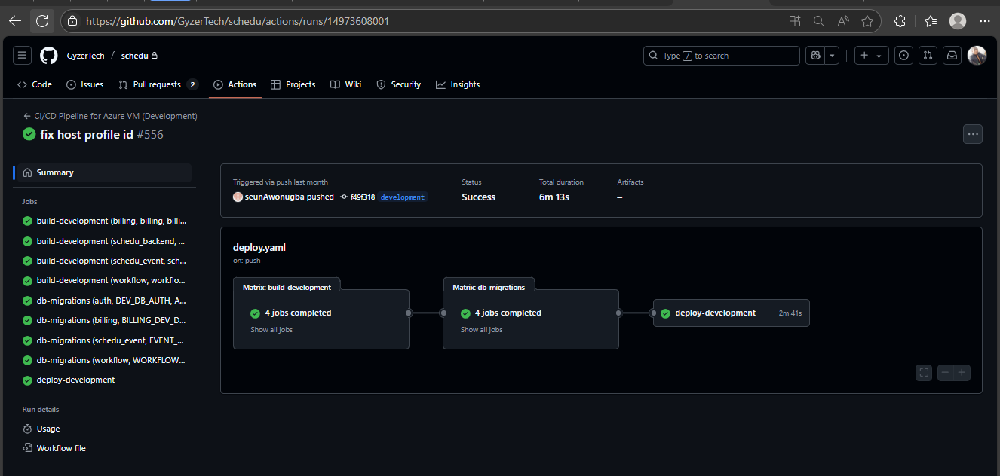 https://github.com/GyzerTech/schedu/actions/runs/14973608001
GyzerTech / schedu
Type / to search
Code
Issues
Pull requests 2
Actions
Projects
Wiki
Security
Insights
CI/CD Pipeline for Azure VM (Development)
fix host profile id #556
Summary
Jobs
build-development (billing, billing, billi...
build-development (schedu_backend, ...
build-development (schedu_event, sch...
build-development (workflow, workflo...
db-migrations (auth, DEV_DB_AUTH, A...
db-migrations (billing, BILLING_DEV_D...
db-migrations (schedu_event, EVENT_...
db-migrations (workflow, WORKFLOW...
deploy-development
Run details
Usage
Workflow file
Triggered via push last month
seunAwonugba pushed f49f318 development
Status
Success
Total duration
6m 13s
Artifacts
–
deploy.yaml
on: push
Matrix: build-development
4 jobs completed
Show all jobs
Matrix: db-migrations
4 jobs completed
Show all jobs
deploy-development 2m 41s